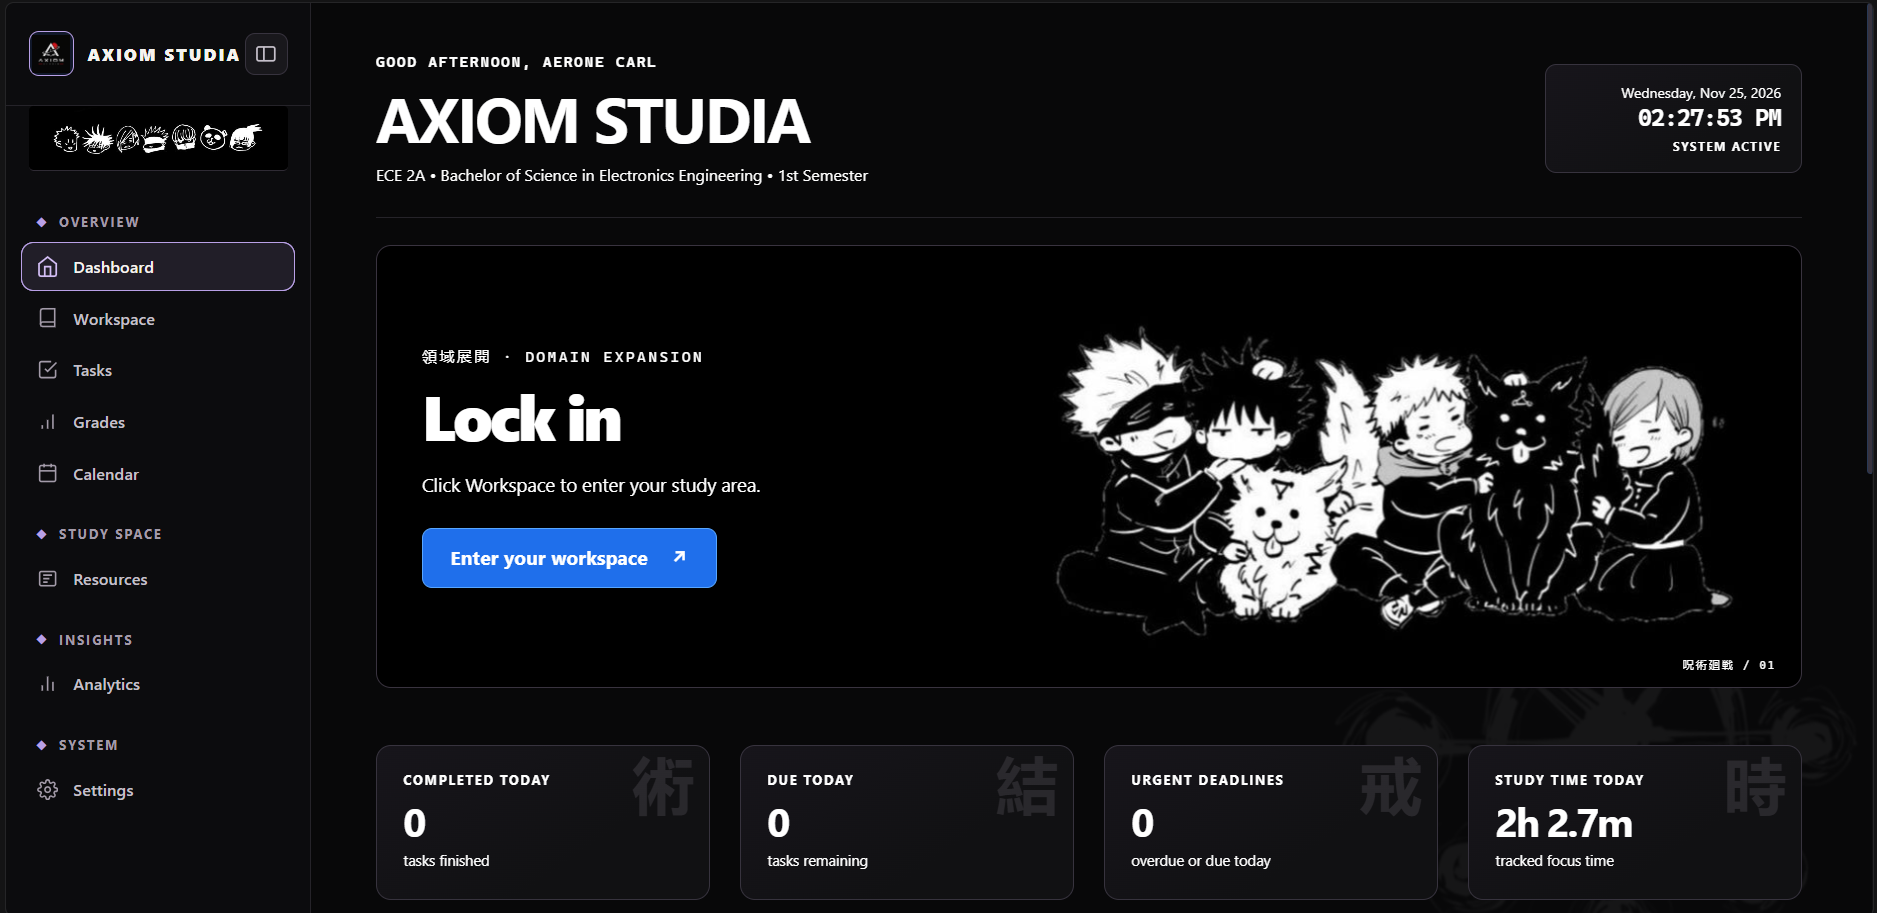 AXIOM
AXIOM STUDIA
OVERVIEW
Dashboard
Workspace
Tasks
Grades
Calendar
STUDY SPACE
Resources
INSIGHTS
Analytics
SYSTEM
Settings
GOOD AFTERNOON, AERONE CARL
AXIOM STUDIA
ECE 2A • Bachelor of Science in Electronics Engineering • 1st Semester
Wednesday, Nov 25, 2026
02:27:53 PM
SYSTEM ACTIVE
領域展開 · DOMAIN EXPANSION
Lock in
Click Workspace to enter your study area.
Enter your workspace
呪術廻戦 / 01
COMPLETED TODAY
術
0
tasks finished
DUE TODAY
結
0
tasks remaining
URGENT DEADLINES
戒
0
overdue or due today
STUDY TIME TODAY
時
2h 2.7m
tracked focus time